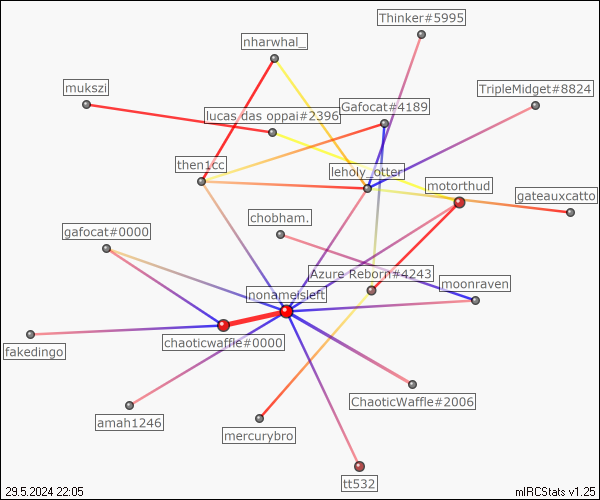 Thinker#5995
nharwhal_
mukszi
TripleMidget#8824
Gafocat#4189
lucas das oppai#2396
then1cc
leholy_otter
motorthud
gateauxcatto
chobham.
gafocat#0000
Azure Reborn#4243
moonraven
nonameisleft
chaoticwaffle#0000
fakedingo
ChaoticWaffle#2006
amah1246
mercurybro
tt532
29.5.2024 22:05
mIRCStats v1.25